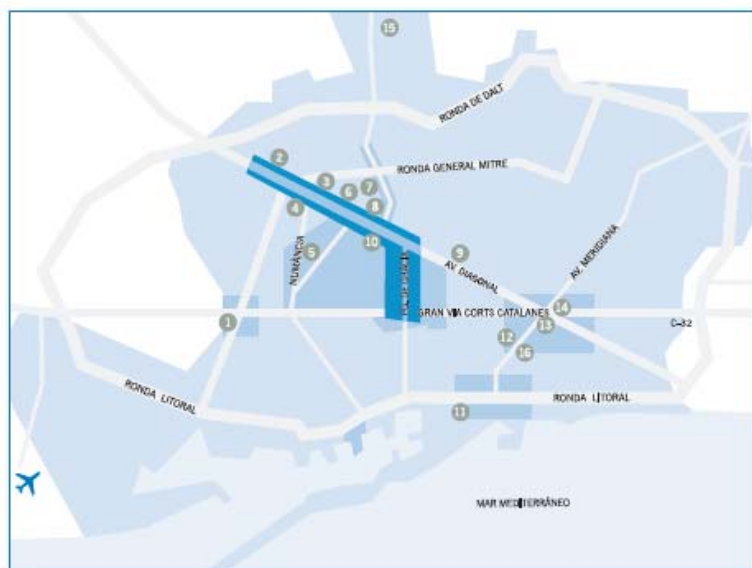 15
RONDA DE DALT
2
RONDA GENERAL MITRE
3
6
7
4
8
NUMÀNCIA
5
10
9
AV. DIAGONAL
AV. MERIDIANA
1
GRAN VIA CORTS CATALANES
14
13
C-32
12
16
RONDA LITORAL
11
RONDA LITORAL
MAR MEDITERRÁNEO